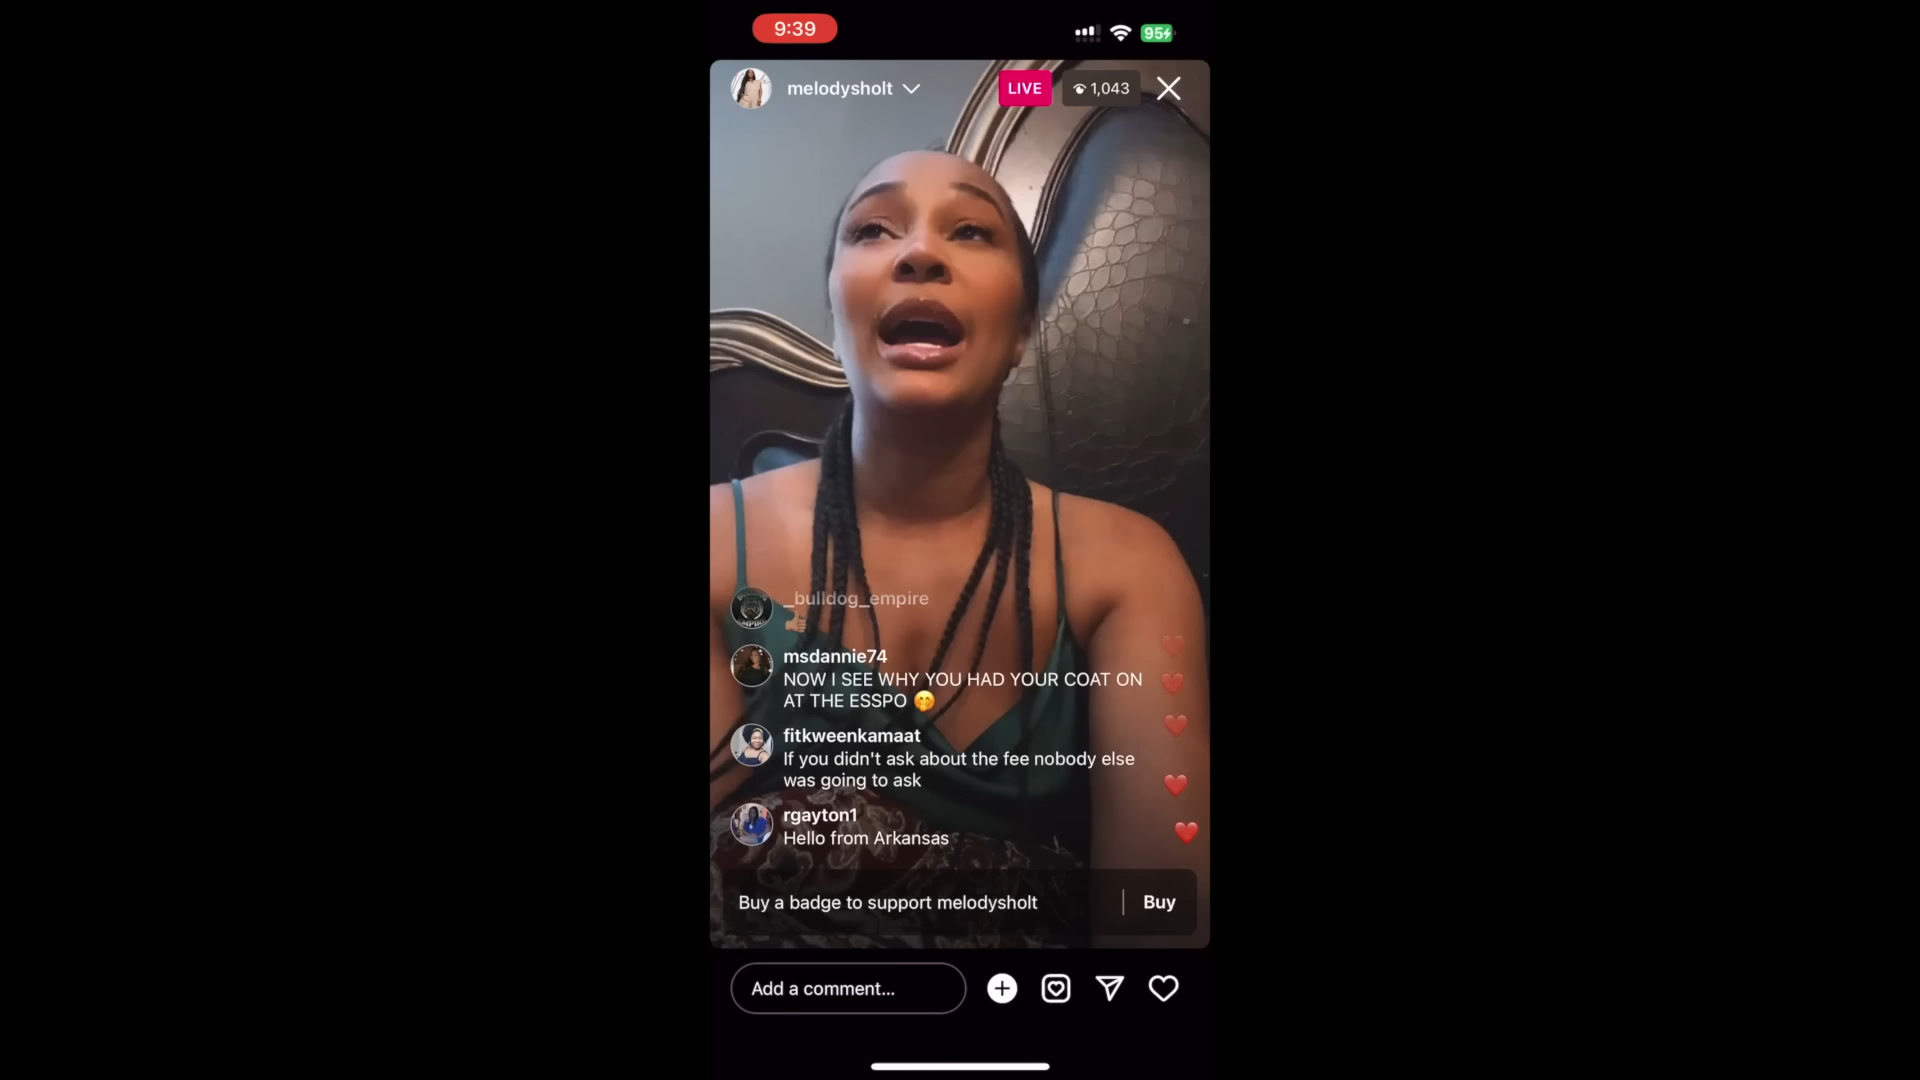 9:39
95
melodysholt
LIVE
1,043
_bulldog_empire
msdannie74
NOW I SEE WHY YOU HAD YOUR COAT ON
AT THE ESSPO 🤭
fitkweenkamaat
If you didn't ask about the fee nobody else
was going to ask
rgayton1
Hello from Arkansas
Buy a badge to support melodysholt
Buy
Add a comment...